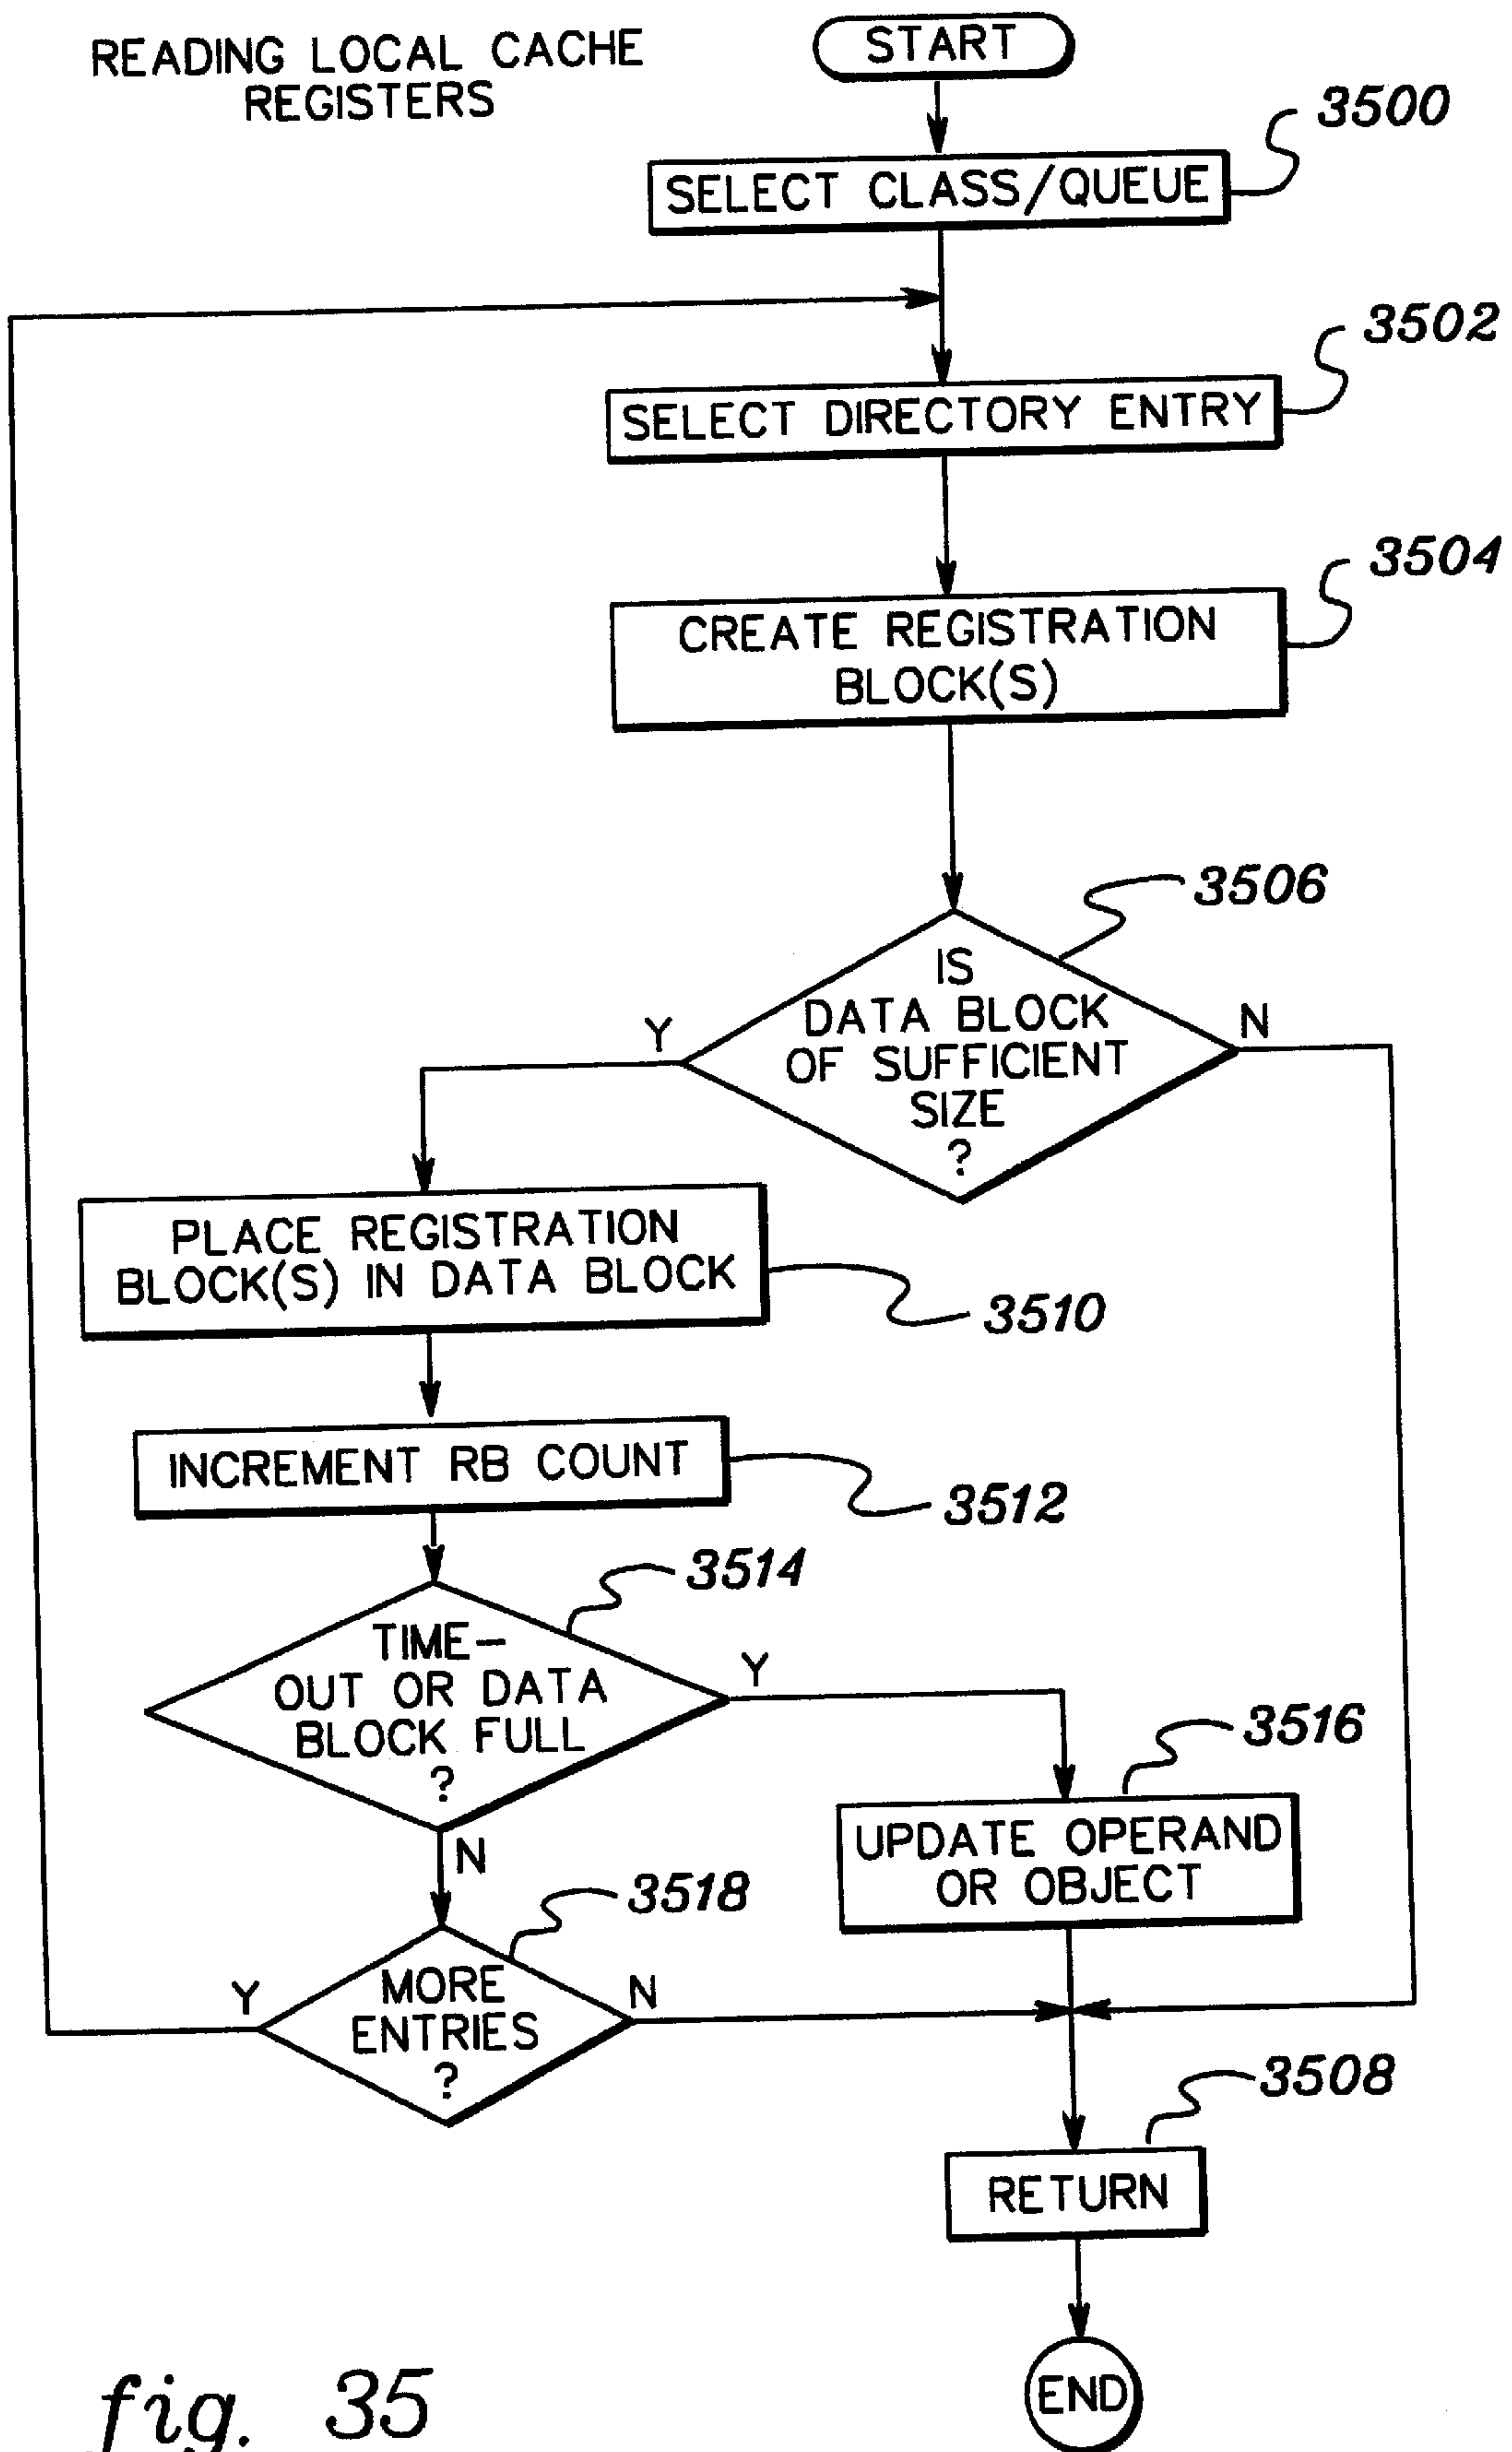 READING LOCAL CACHE
REGISTERS
START
3500
SELECT CLASS/QUEUE
3502
SELECT DIRECTORY ENTRY
3504
CREATE REGISTRATION
BLOCK(S)
3506
IS
DATA BLOCK
OF SUFFICIENT
SIZE
?
Y
N
PLACE REGISTRATION
BLOCK(S) IN DATA BLOCK
3510
INCREMENT RB COUNT
3512
3514
TIME-
OUT OR DATA
BLOCK FULL
?
Y
N
3516
UPDATE OPERAND
OR OBJECT
3518
MORE
ENTRIES
?
Y
N
3508
RETURN
END
fig. 35